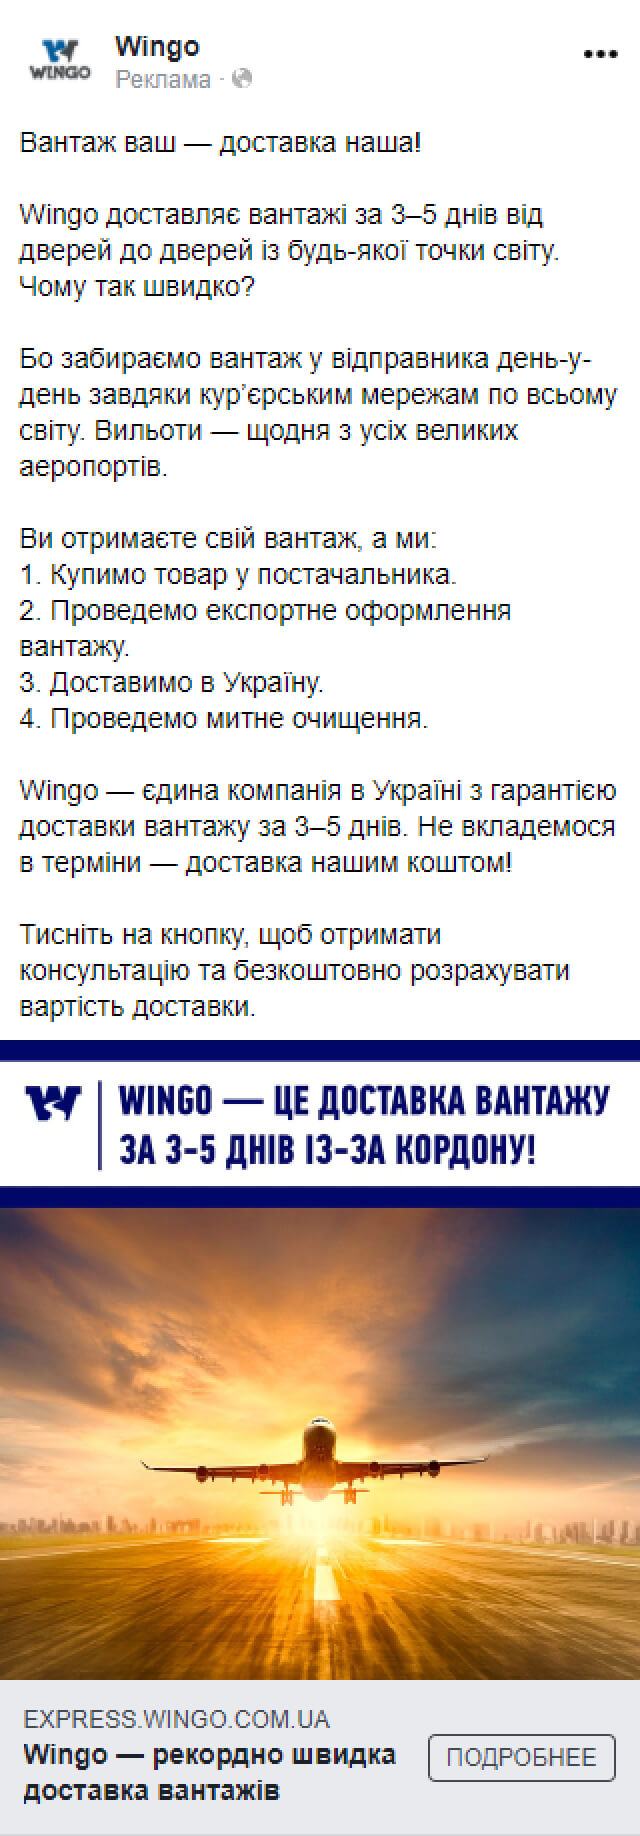 Wingo
WINGO
Реклама ·
Вантаж ваш — доставка наша!
Wingo доставляє вантажі за 3–5 днів від
дверей до дверей із будь-якої точки світу.
Чому так швидко?
Бо забираємо вантаж у відправника день-у-
день завдяки кур’єрським мережам по всьому
світу. Вильоти — щодня з усіх великих
аеропортів.
Ви отримаєте свій вантаж, а ми:
1. Купимо товар у постачальника.
2. Проведемо експортне оформлення
вантажу.
3. Доставимо в Україну.
4. Проведемо митне очищення.
Wingo — єдина компанія в Україні з гарантією
доставки вантажу за 3–5 днів. Не вкладемося
в терміни — доставка нашим коштом!
Тисніть на кнопку, щоб отримати
консультацію та безкоштовно розрахувати
вартість доставки.
WINGO — ЦЕ ДОСТАВКА ВАНТАЖУ
ЗА 3-5 ДНІВ ІЗ-ЗА КОРДОНУ!
EXPRESS.WINGO.COM.UA
Wingo — рекордно швидка
доставка вантажів
ПОДРОБНЕЕ